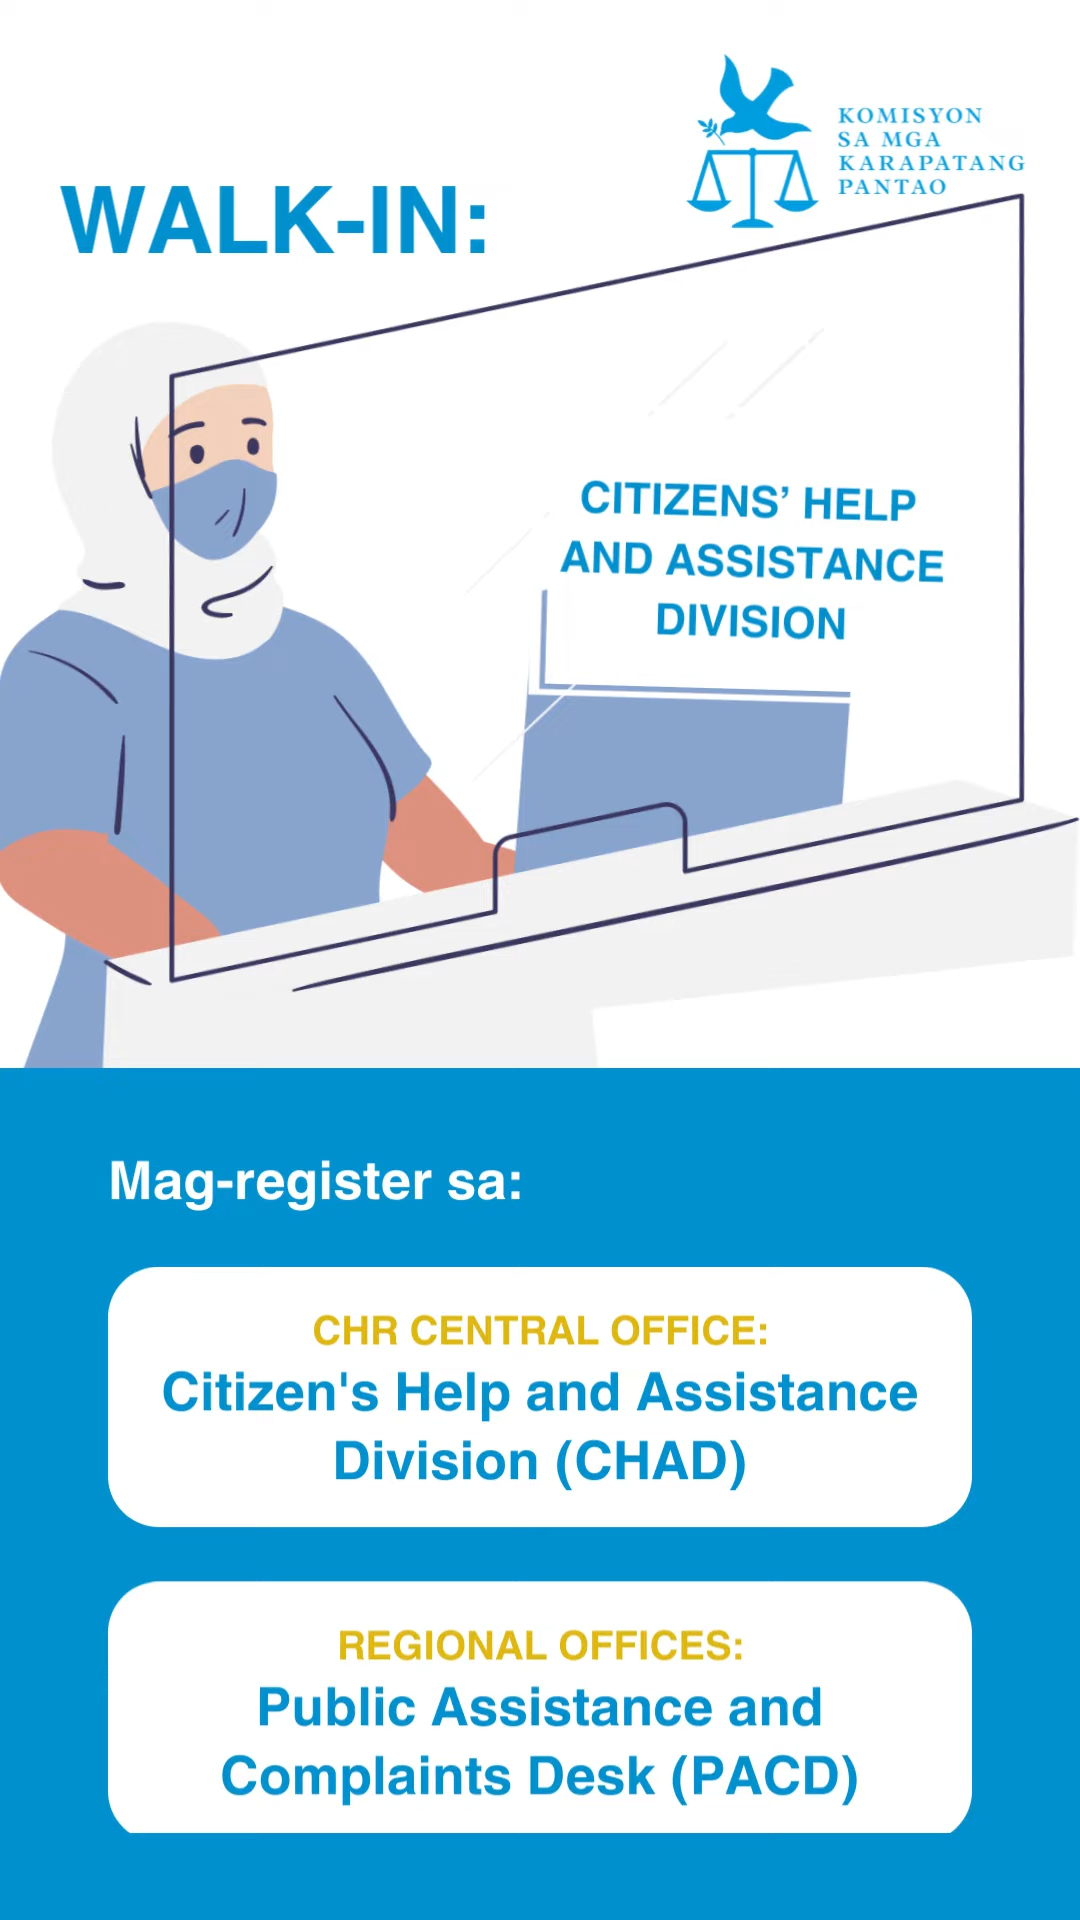 KOMISYON
SA MGA
KARAPATANG
PANTAO
WALK-IN:
CITIZENS’ HELP
AND ASSISTANCE
DIVISION
Mag-register sa:
CHR CENTRAL OFFICE:
Citizen's Help and Assistance
Division (CHAD)
REGIONAL OFFICES:
Public Assistance and
Complaints Desk (PACD)